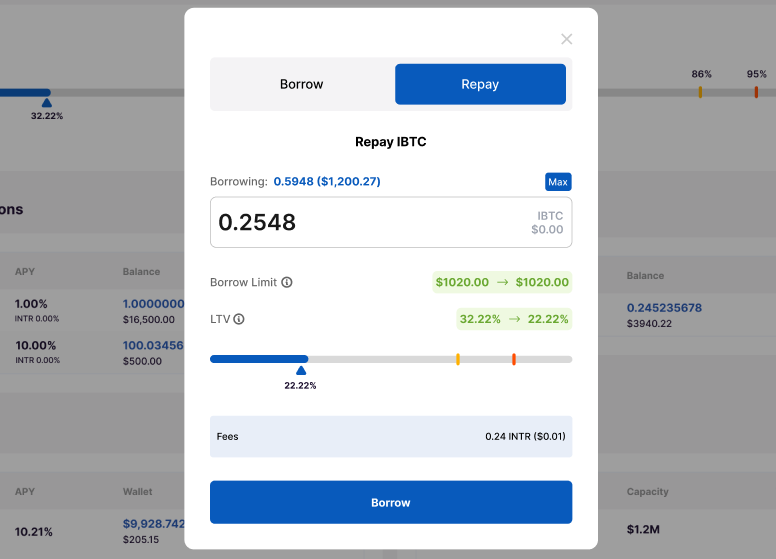 86% 95%
32.22%
ons
APY Balance
1.00% 1.0000000
INTR 0.00% $16,500.00
10.00% 100.03456
INTR 0.00% $500.00
APY Wallet
10.21% $9,928.742
$205.15
Borrow Repay
Repay IBTC
Borrowing: 0.5948 ($1,200.27) Max
0.2548 IBTC
$0.00
Borrow Limit $1020.00 → $1020.00
LTV 32.22% → 22.22%
22.22%
Fees 0.24 INTR ($0.01)
Borrow
Balance
0.245235678
$3940.22
Capacity
$1.2M